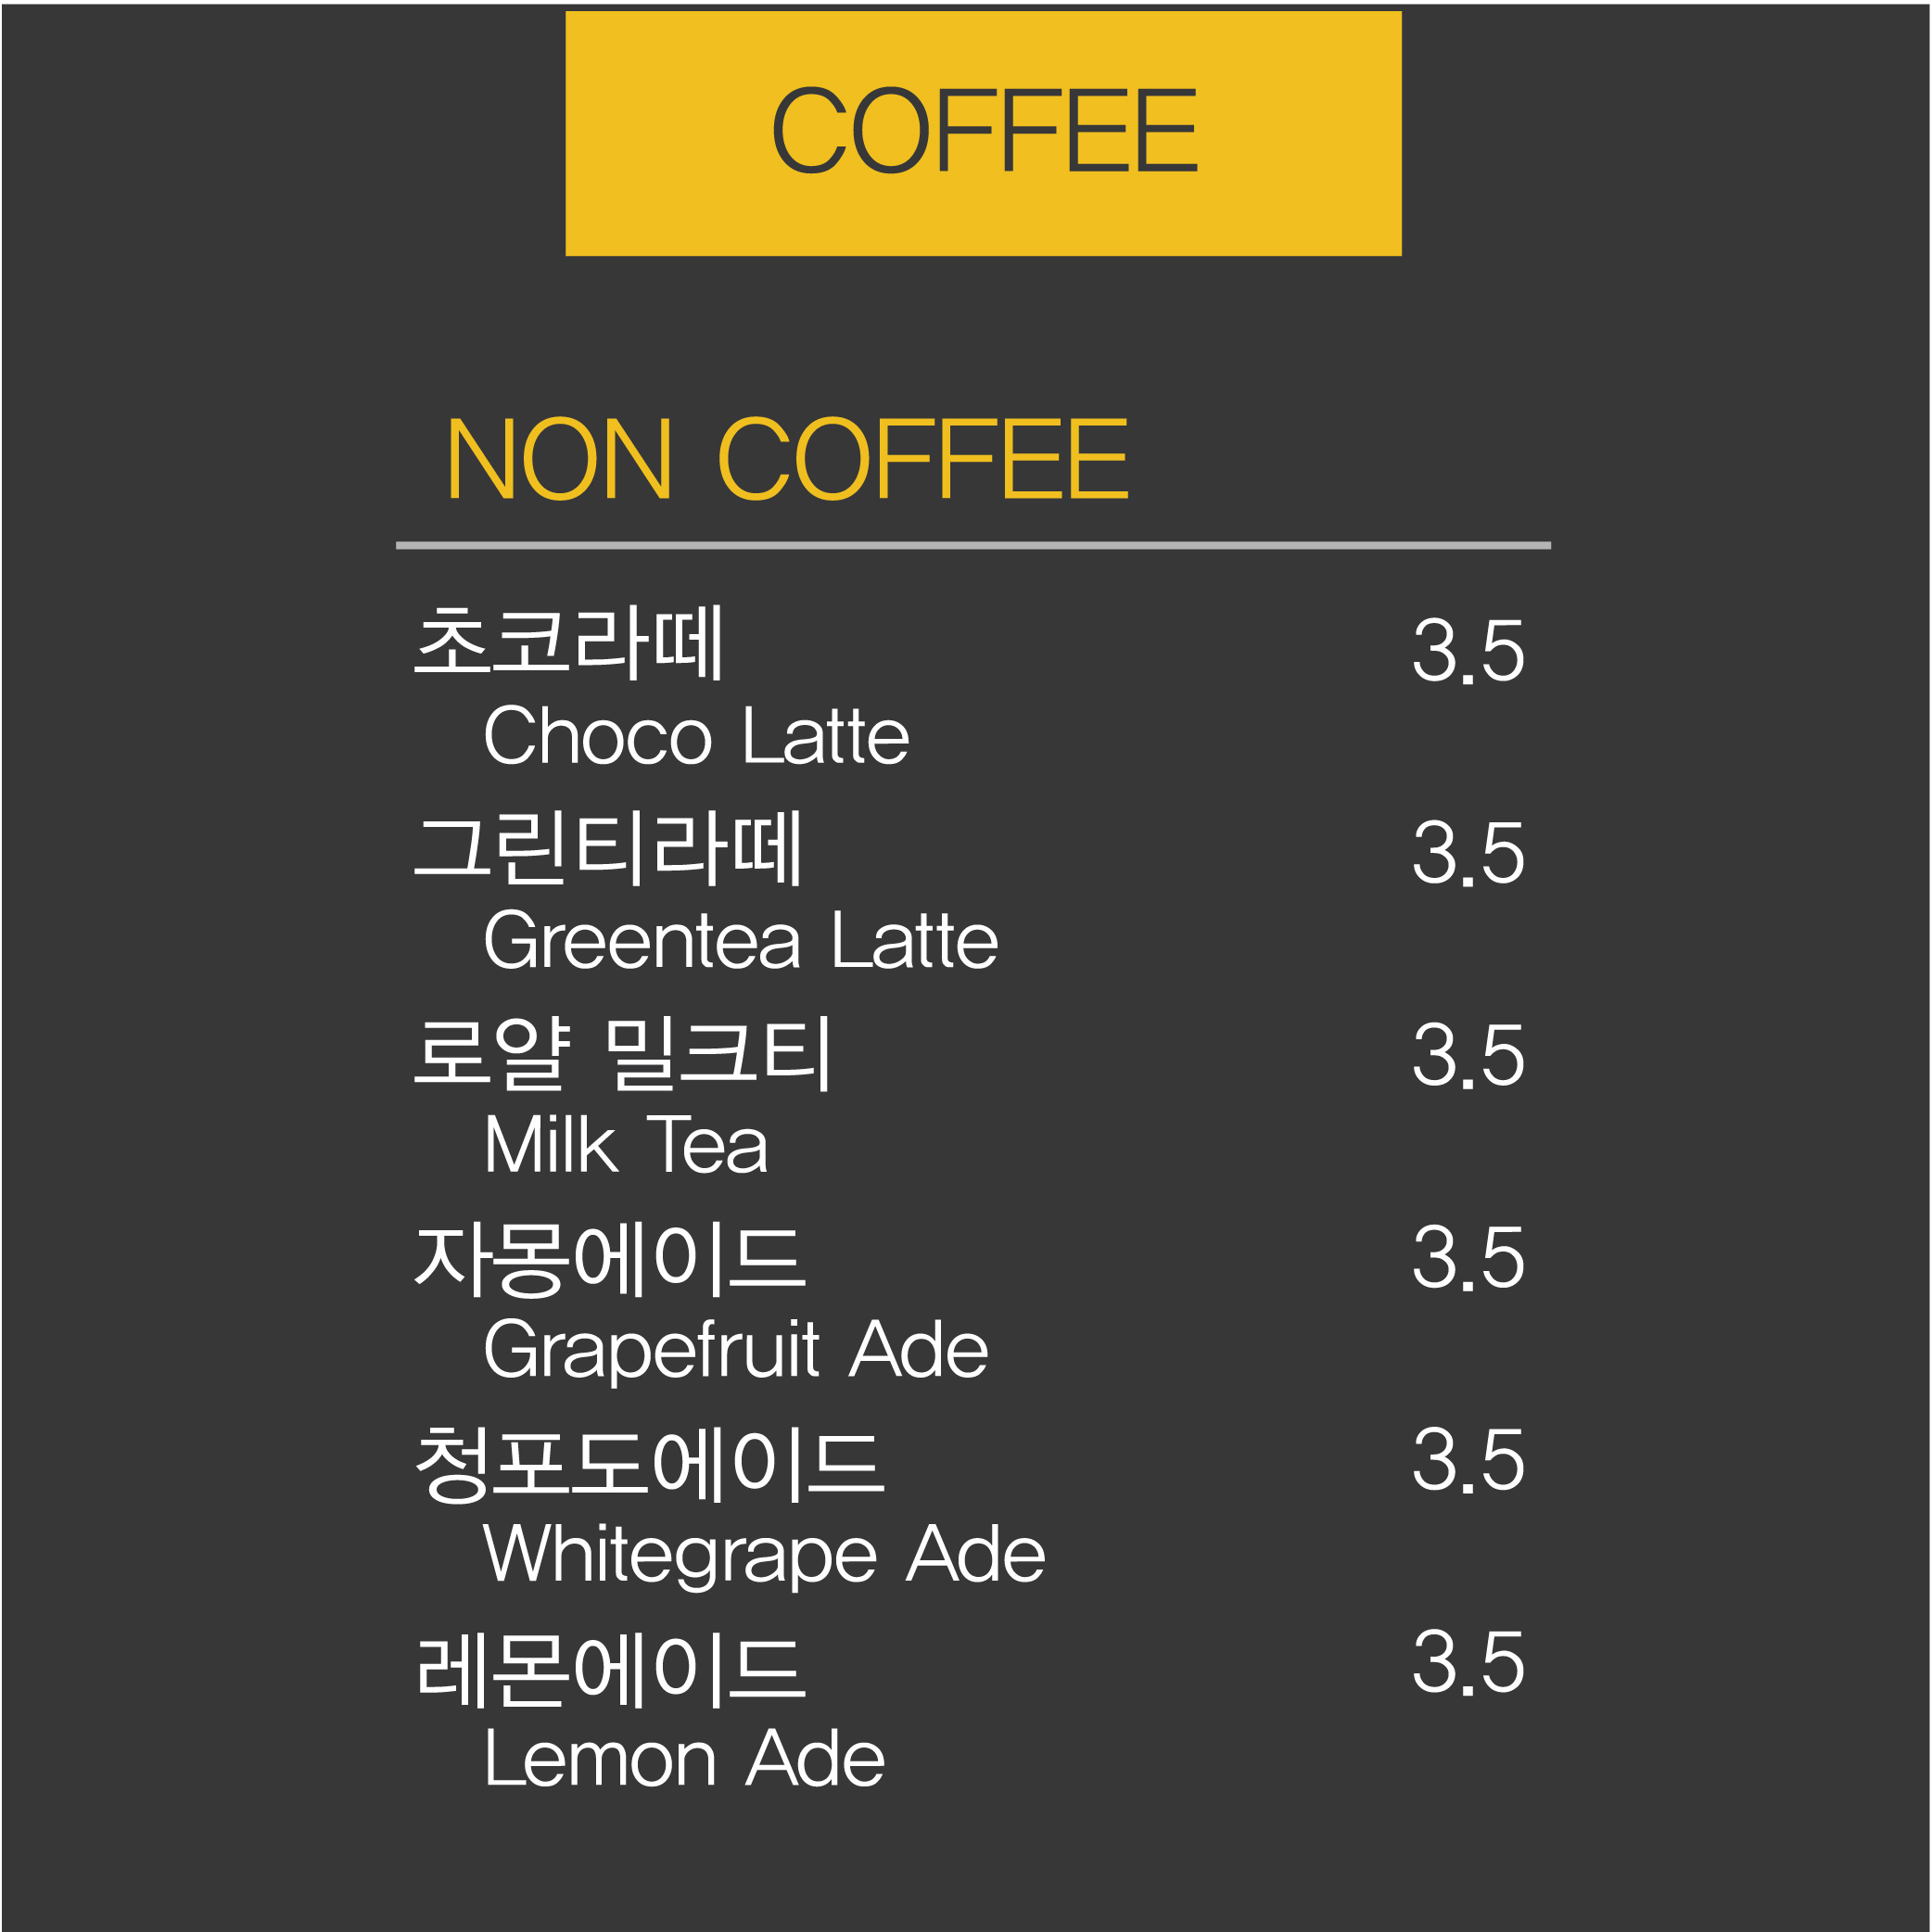 COFFEE
NON COFFEE
초코라떼 3.5
Choco Latte
그린티라떼 3.5
Greentea Latte
로얄 밀크티 3.5
Milk Tea
자몽에이드 3.5
Grapefruit Ade
청포도에이드 3.5
Whitegrape Ade
레몬에이드 3.5
Lemon Ade